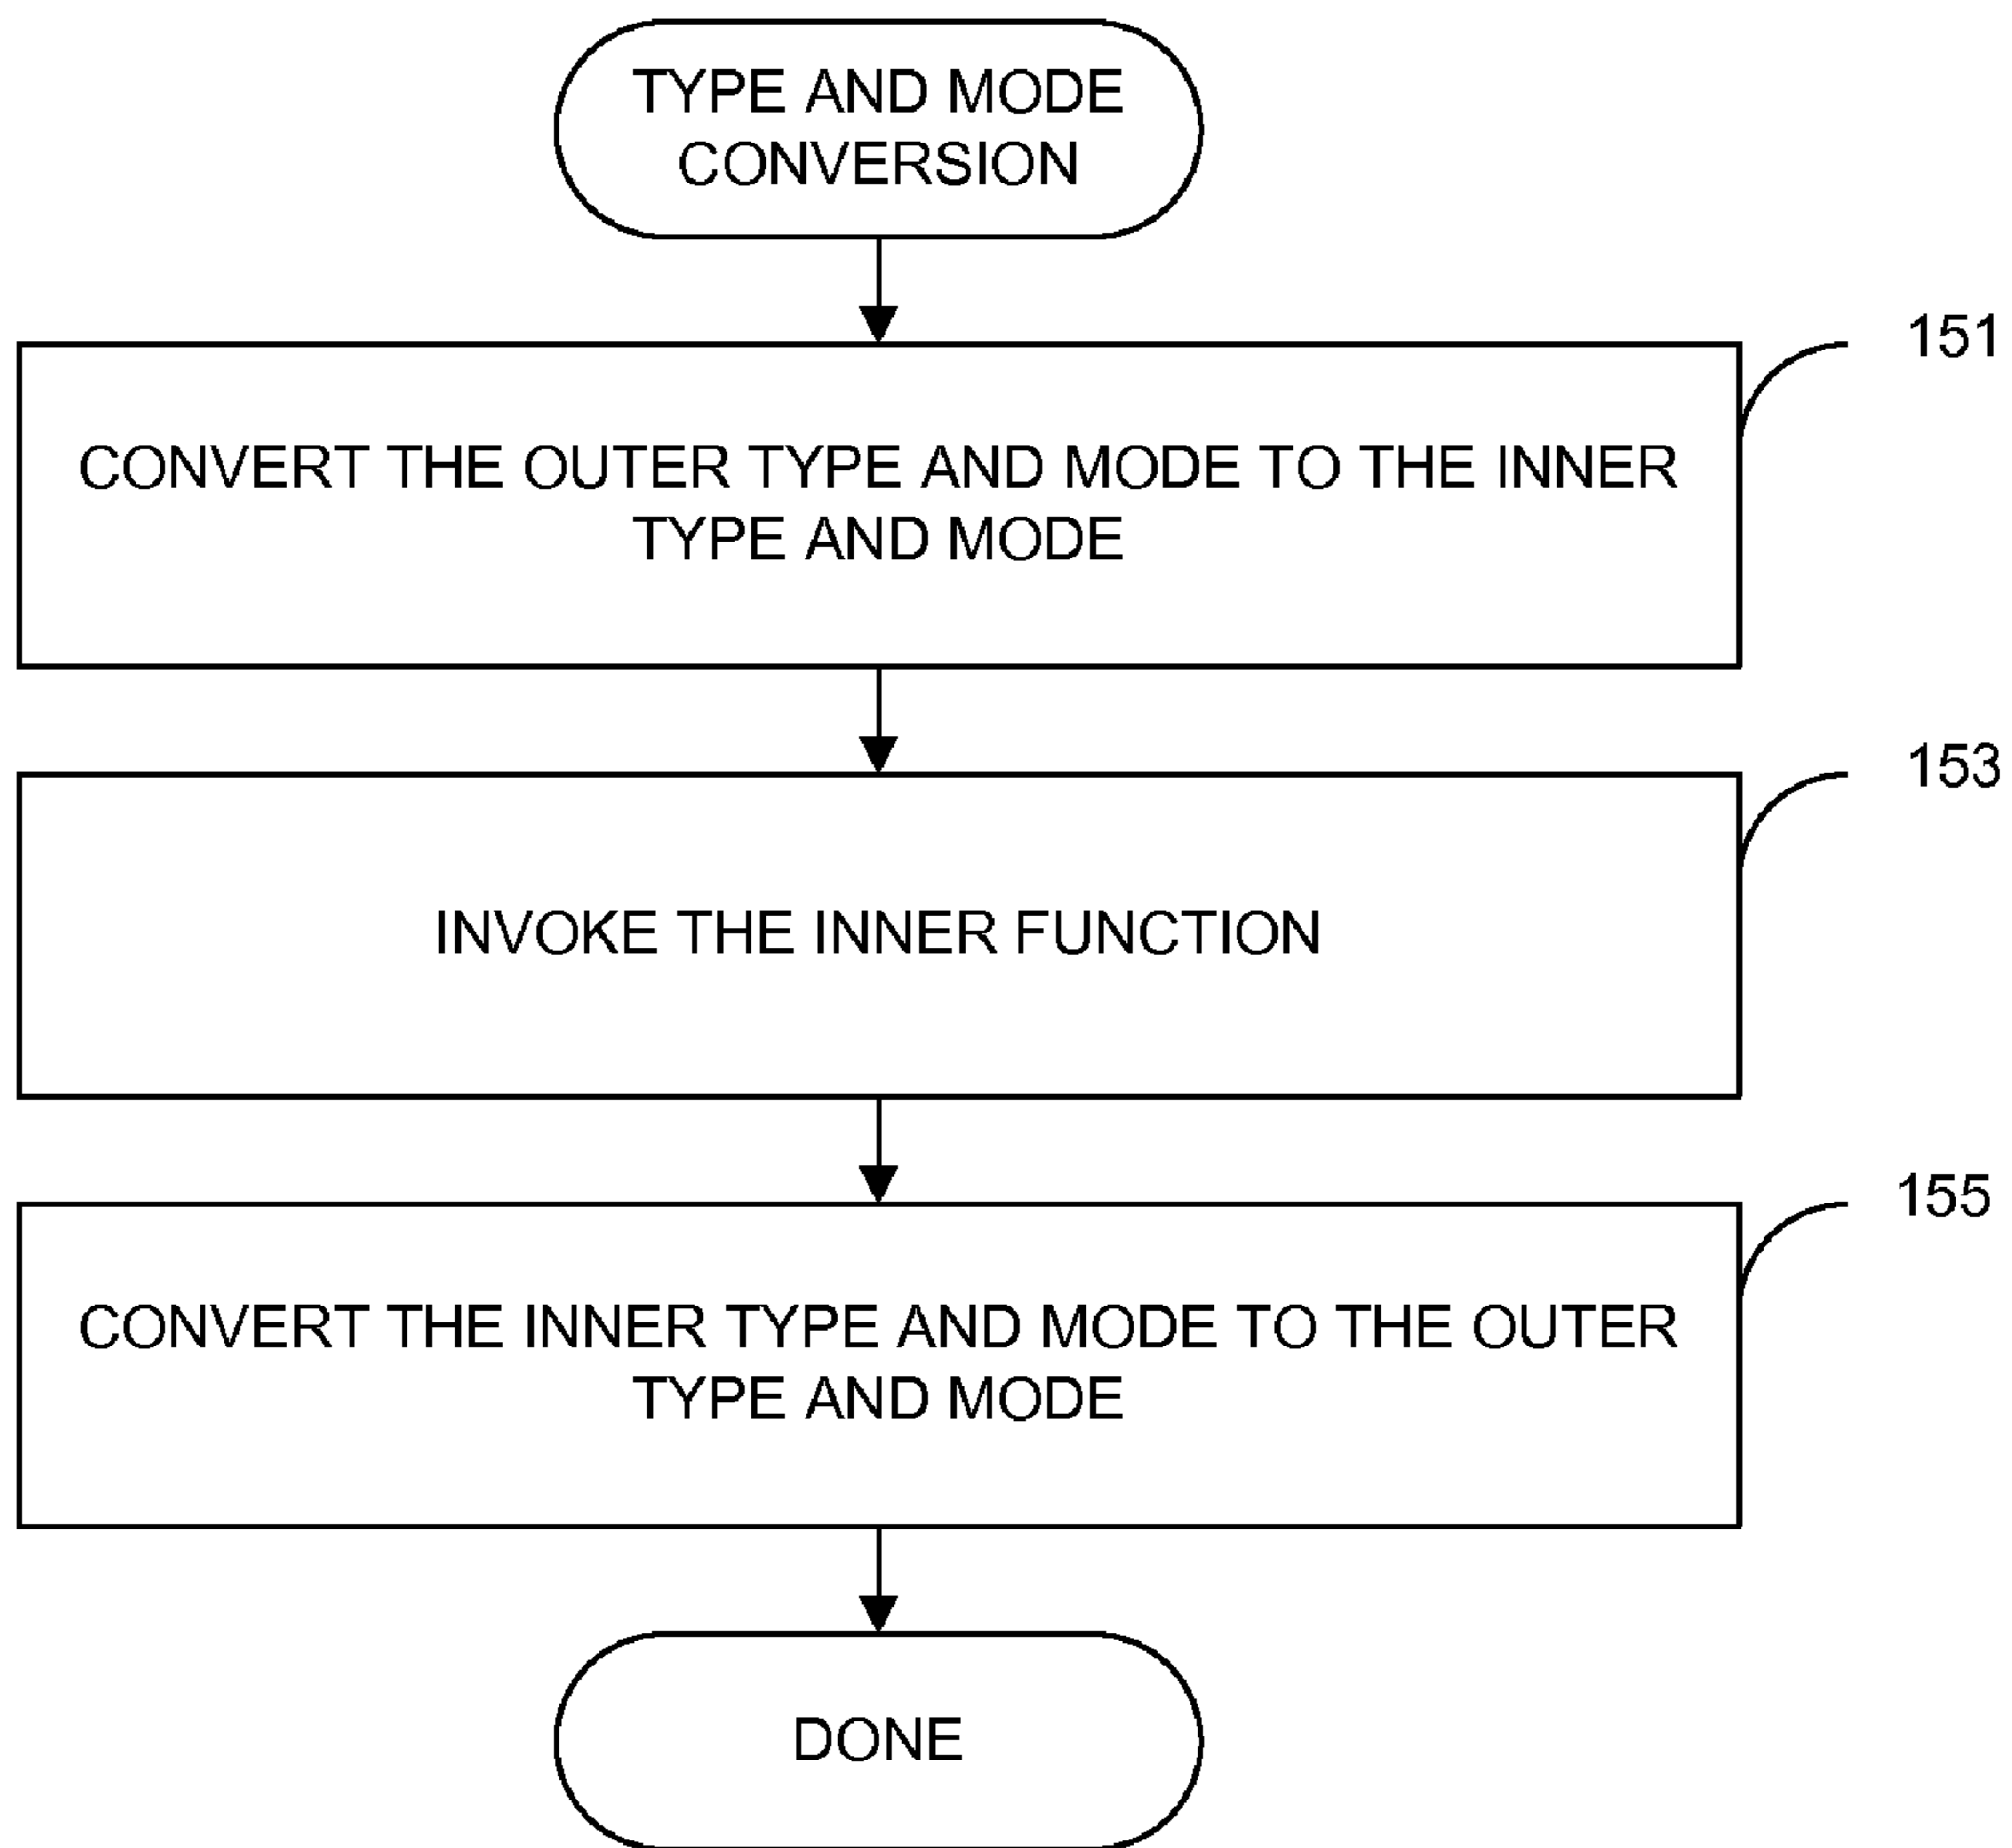 TYPE AND MODE
CONVERSION
151
CONVERT THE OUTER TYPE AND MODE TO THE INNER
TYPE AND MODE
153
INVOKE THE INNER FUNCTION
155
CONVERT THE INNER TYPE AND MODE TO THE OUTER
TYPE AND MODE
DONE